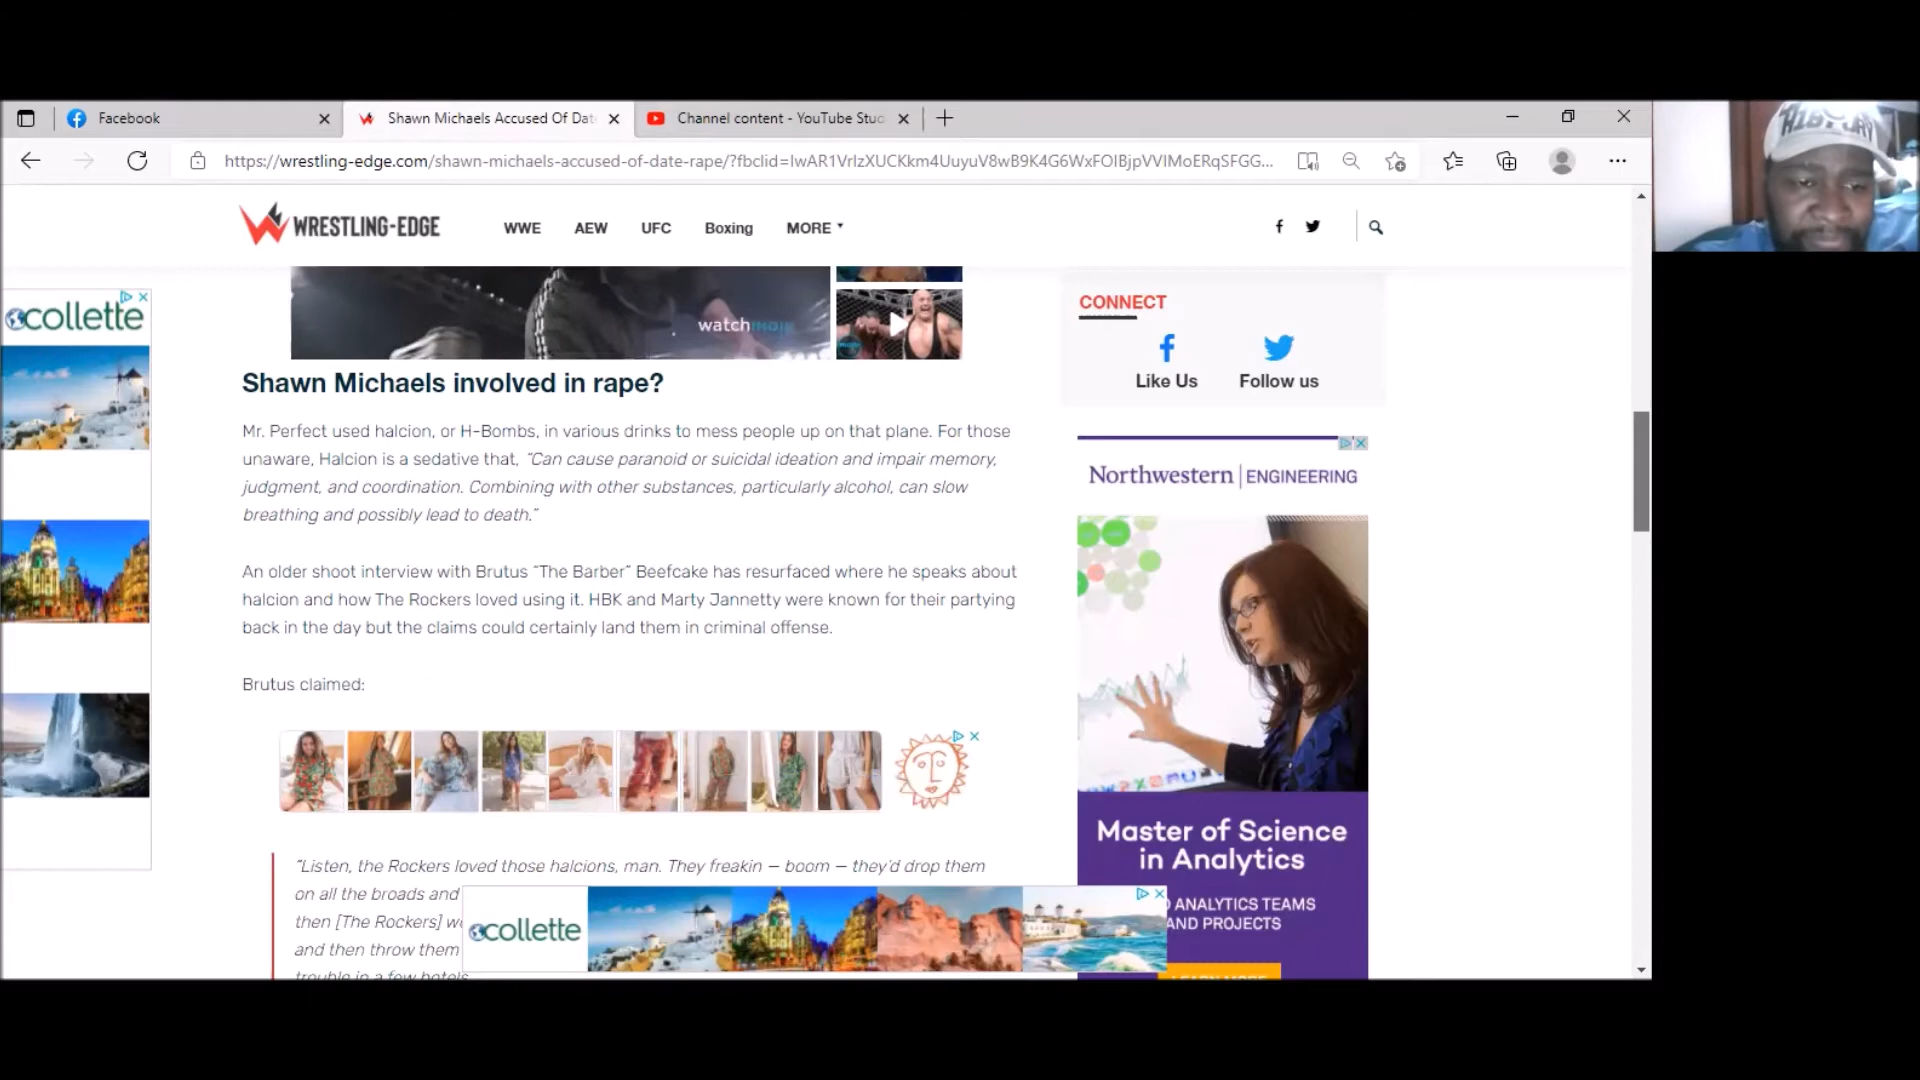 Facebook
Shawn Michaels Accused Of Dat
Channel content - YouTube Stud
https://wrestling-edge.com/shawn-michaels-accused-of-date-rape/?fbclid=
HISTORY
WRESTLING-EDGE
WWE
AEW
UFC
Boxing
MORE
collette
watch
CONNECT
Like Us
Follow us
Shawn Michaels involved in rape?
Mr. Perfect used halcion, or H-Bombs, in various drinks to mess people up on that plane. For those
unaware, Halcion is a sedative that, “Can cause paranoid or suicidal ideation and impair memory,
judgment, and coordination. Combining with other substances, particularly alcohol, can slow
breathing and possibly lead to death.”
An older shoot interview with Brutus “The Barber” Beefcake has resurfaced where he speaks about
halcion and how The Rockers loved using it. HBK and Marty Jannetty were known for their partying
back in the day but the claims could certainly land them in criminal offense.
Brutus claimed:
“Listen, the Rockers loved those halcions, man. They freakin – boom – they’d drop them
on all the broads and
then [The Rockers]
and then throw them
trouble in a few hotels
collette
Northwestern | ENGINEERING
Master of Science
in Analytics
ANALYTICS TEAMS
AND PROJECTS
LEARN MORE